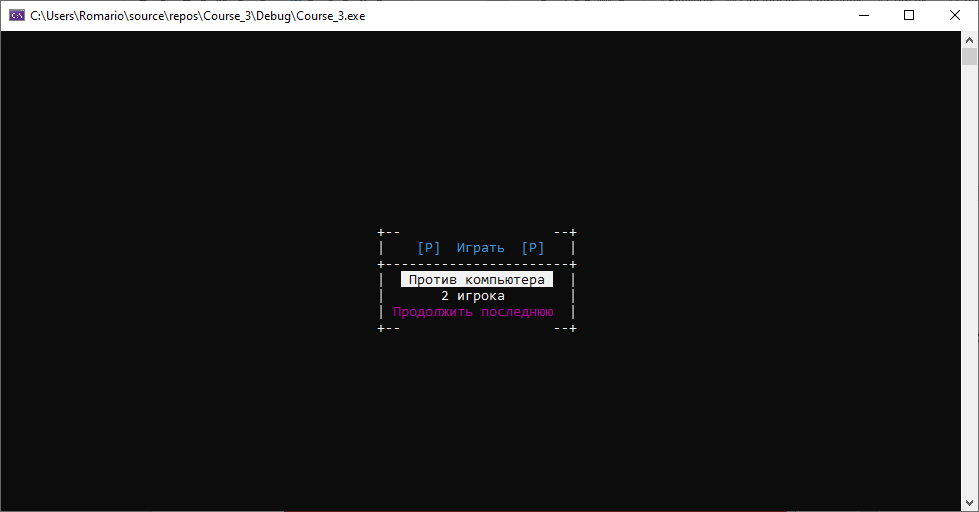 C:\Users\Romario\source\repos\Course_3\Debug\Course_3.exe
+--                   --+
|    [P]  Играть  [P]   |
+-----------------------+
|   Против компьютера   |
|       2 игрока        |
| Продолжить последнюю  |
+--                   --+